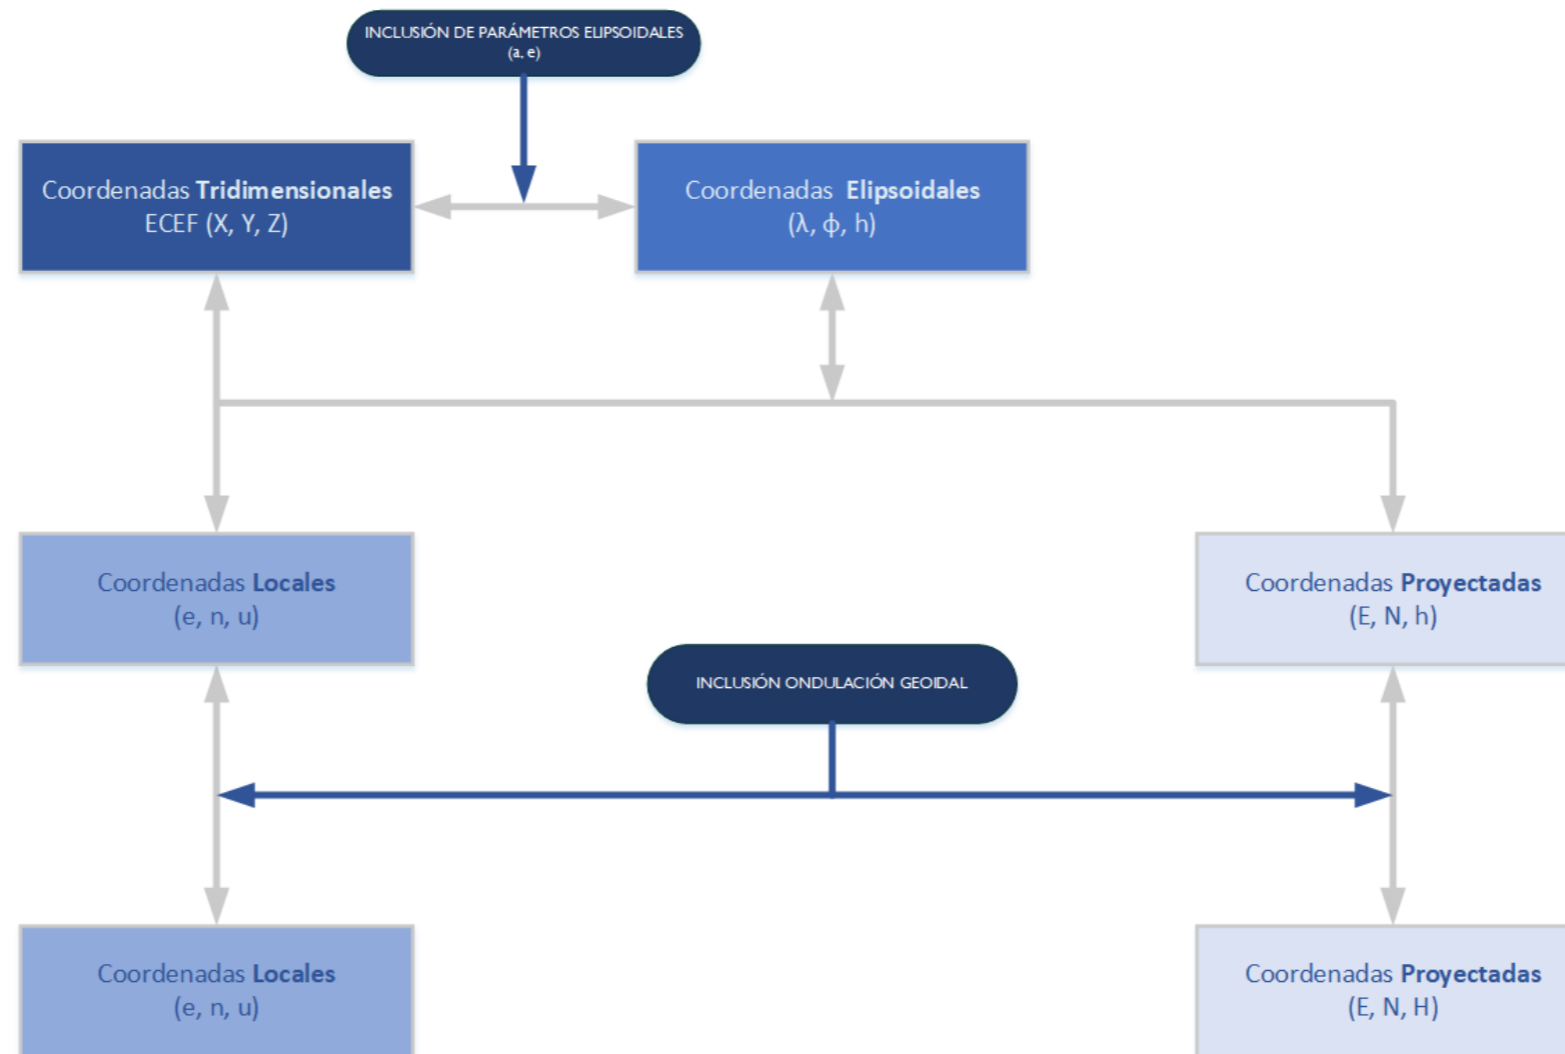 INCLUSIÓN DE PARÁMETROS ELIPSOIDALES
(a, e)
Coordenadas Tridimensionales
ECEF (X, Y, Z)
Coordenadas Elipsoidales
(λ, ϕ, h)
Coordenadas Locales
(e, n, u)
Coordenadas Proyectadas
(E, N, h)
INCLUSIÓN ONDULACIÓN GEOIDAL
Coordenadas Locales
(e, n, u)
Coordenadas Proyectadas
(E, N, H)